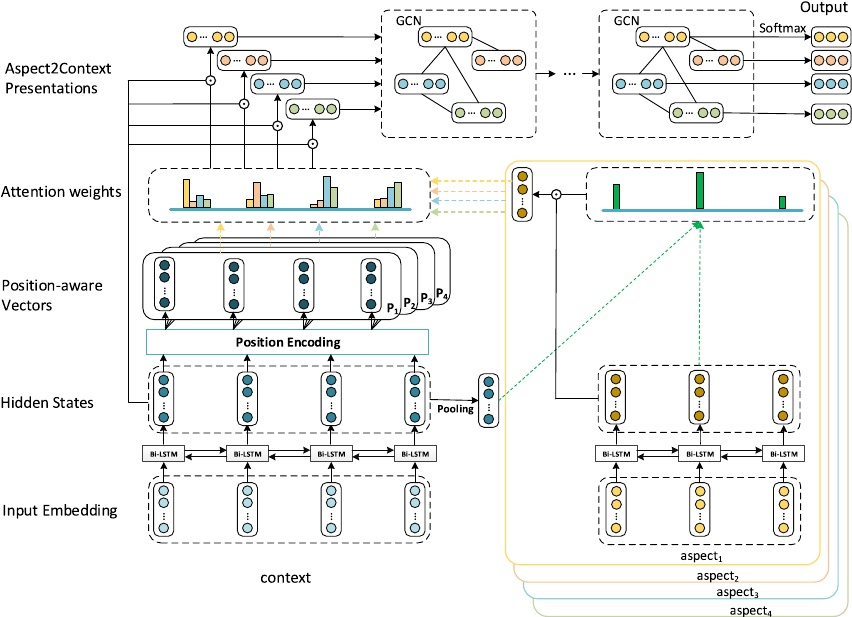 Output
GCN
GCN
Softmax
Aspect2Context
Presentations
Attention weights
Position-aware
Vectors
P1
P2
P3
P4
Position Encoding
Hidden States
Pooling
Bi-LSTM
Bi-LSTM
Bi-LSTM
Bi-LSTM
Bi-LSTM
Bi-LSTM
Bi-LSTM
Input Embedding
context
aspect1
aspect2
aspect3
aspect4